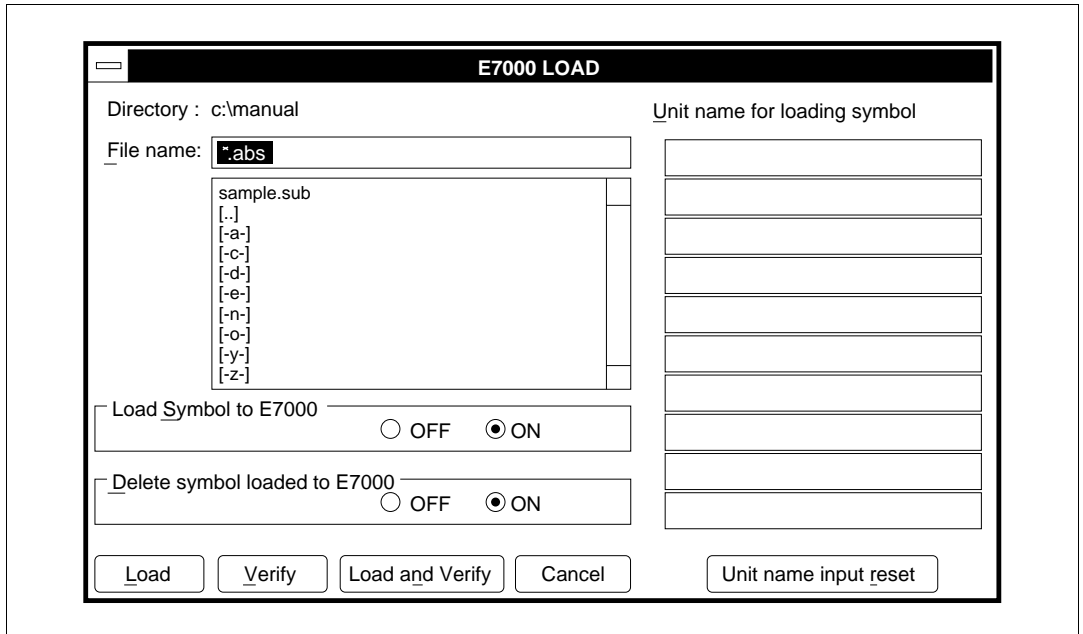 E7000 LOAD
Directory : c:\manual
File name: *.abs
sample.sub
[..]
[-a-]
[-c-]
[-d-]
[-e-]
[-n-]
[-o-]
[-y-]
[-z-]
Load Symbol to E7000
OFF ON
Delete symbol loaded to E7000
OFF ON
Unit name for loading symbol
Load Verify Load and Verify Cancel Unit name input reset